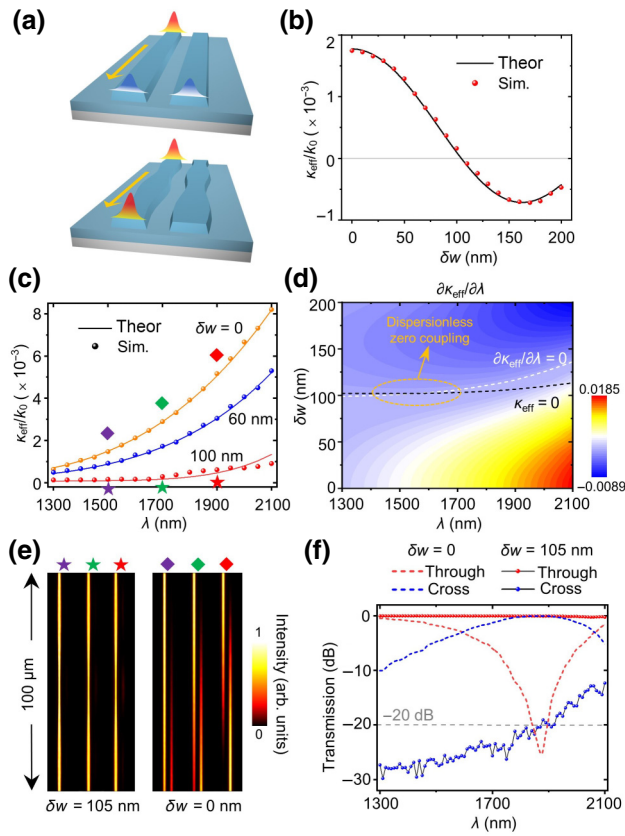 (a)
(b)
κeff/k0 ( × 10−3)
2
1
0
−1
Theor
Sim.
0 50 100 150 200
δw (nm)
(c)
κeff/k0 ( × 10−3)
8
6
4
2
0
Theor
Sim.
δw = 0
60 nm
100 nm
1300 1500 1700 1900 2100
λ (nm)
(d)
∂κeff/∂λ
δw (nm)
200
150
100
50
0
Dispersionless
zero coupling
∂κeff/∂λ = 0
κeff = 0
0.0185
−0.0089
1300 1500 1700 1900 2100
λ (nm)
(e)
100 μm
1
0
Intensity (arb. units)
δw = 105 nm
δw = 0 nm
(f)
δw = 0 δw = 105 nm
Through Through
Cross Cross
Transmission (dB)
0
−10
−20
−30
−20 dB
1300 1500 1700 1900 2100
λ (nm)